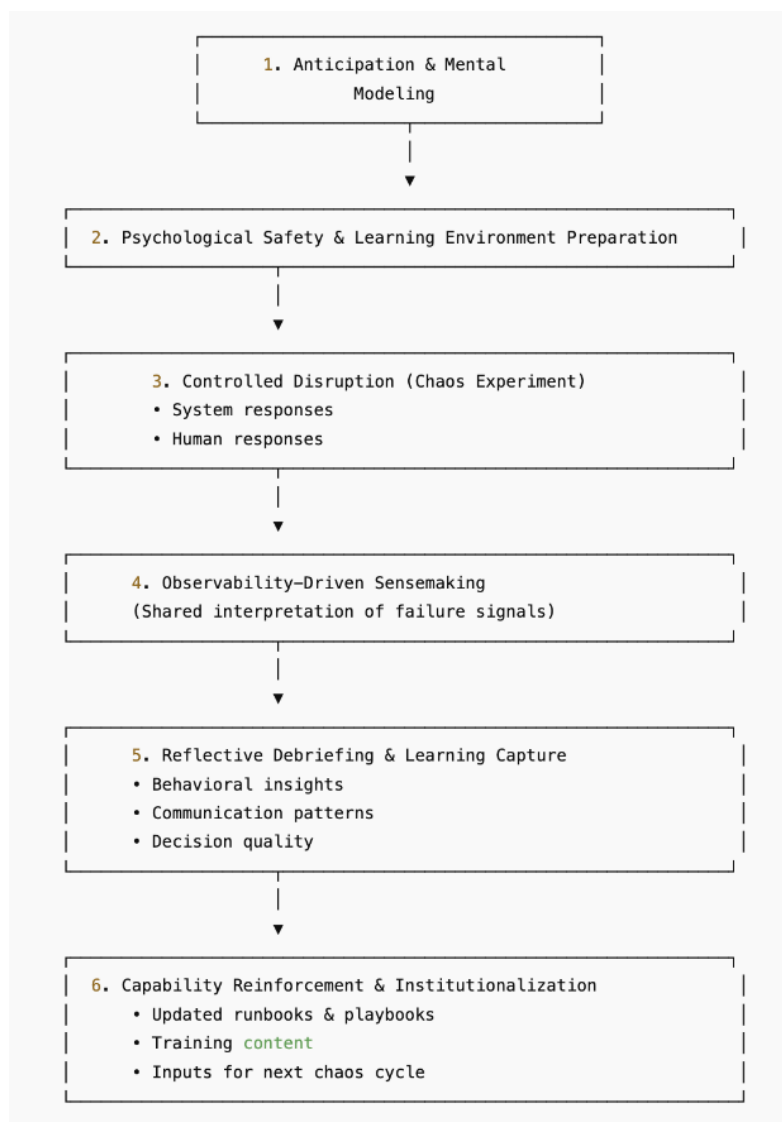 1. Anticipation & Mental
Modeling
2. Psychological Safety & Learning Environment Preparation
3. Controlled Disruption (Chaos Experiment)
• System responses
• Human responses
4. Observability-Driven Sensemaking
(Shared interpretation of failure signals)
5. Reflective Debriefing & Learning Capture
• Behavioral insights
• Communication patterns
• Decision quality
6. Capability Reinforcement & Institutionalization
• Updated runbooks & playbooks
• Training content
• Inputs for next chaos cycle